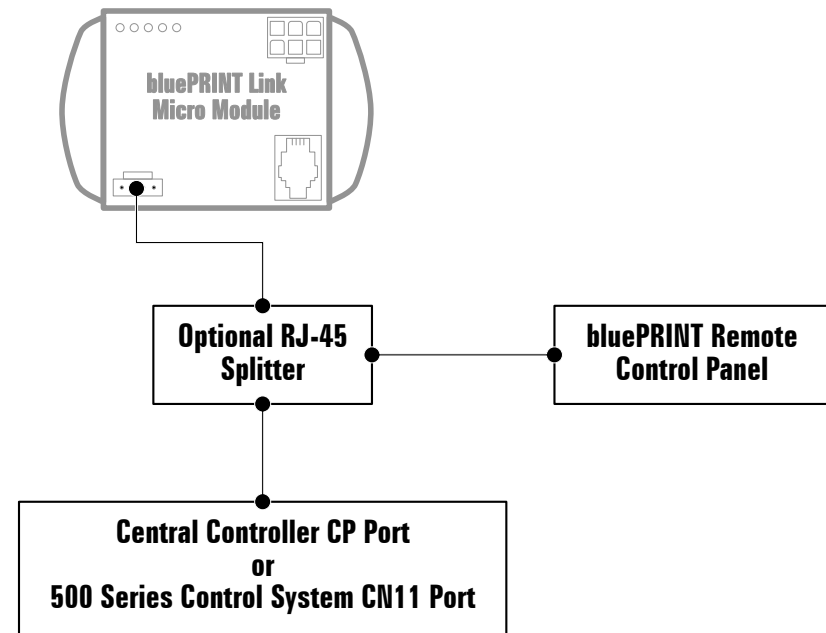 bluePRINT Link
Micro Module
Optional RJ-45
Splitter
bluePRINT Remote
Control Panel
Central Controller CP Port
or
500 Series Control System CN11 Port